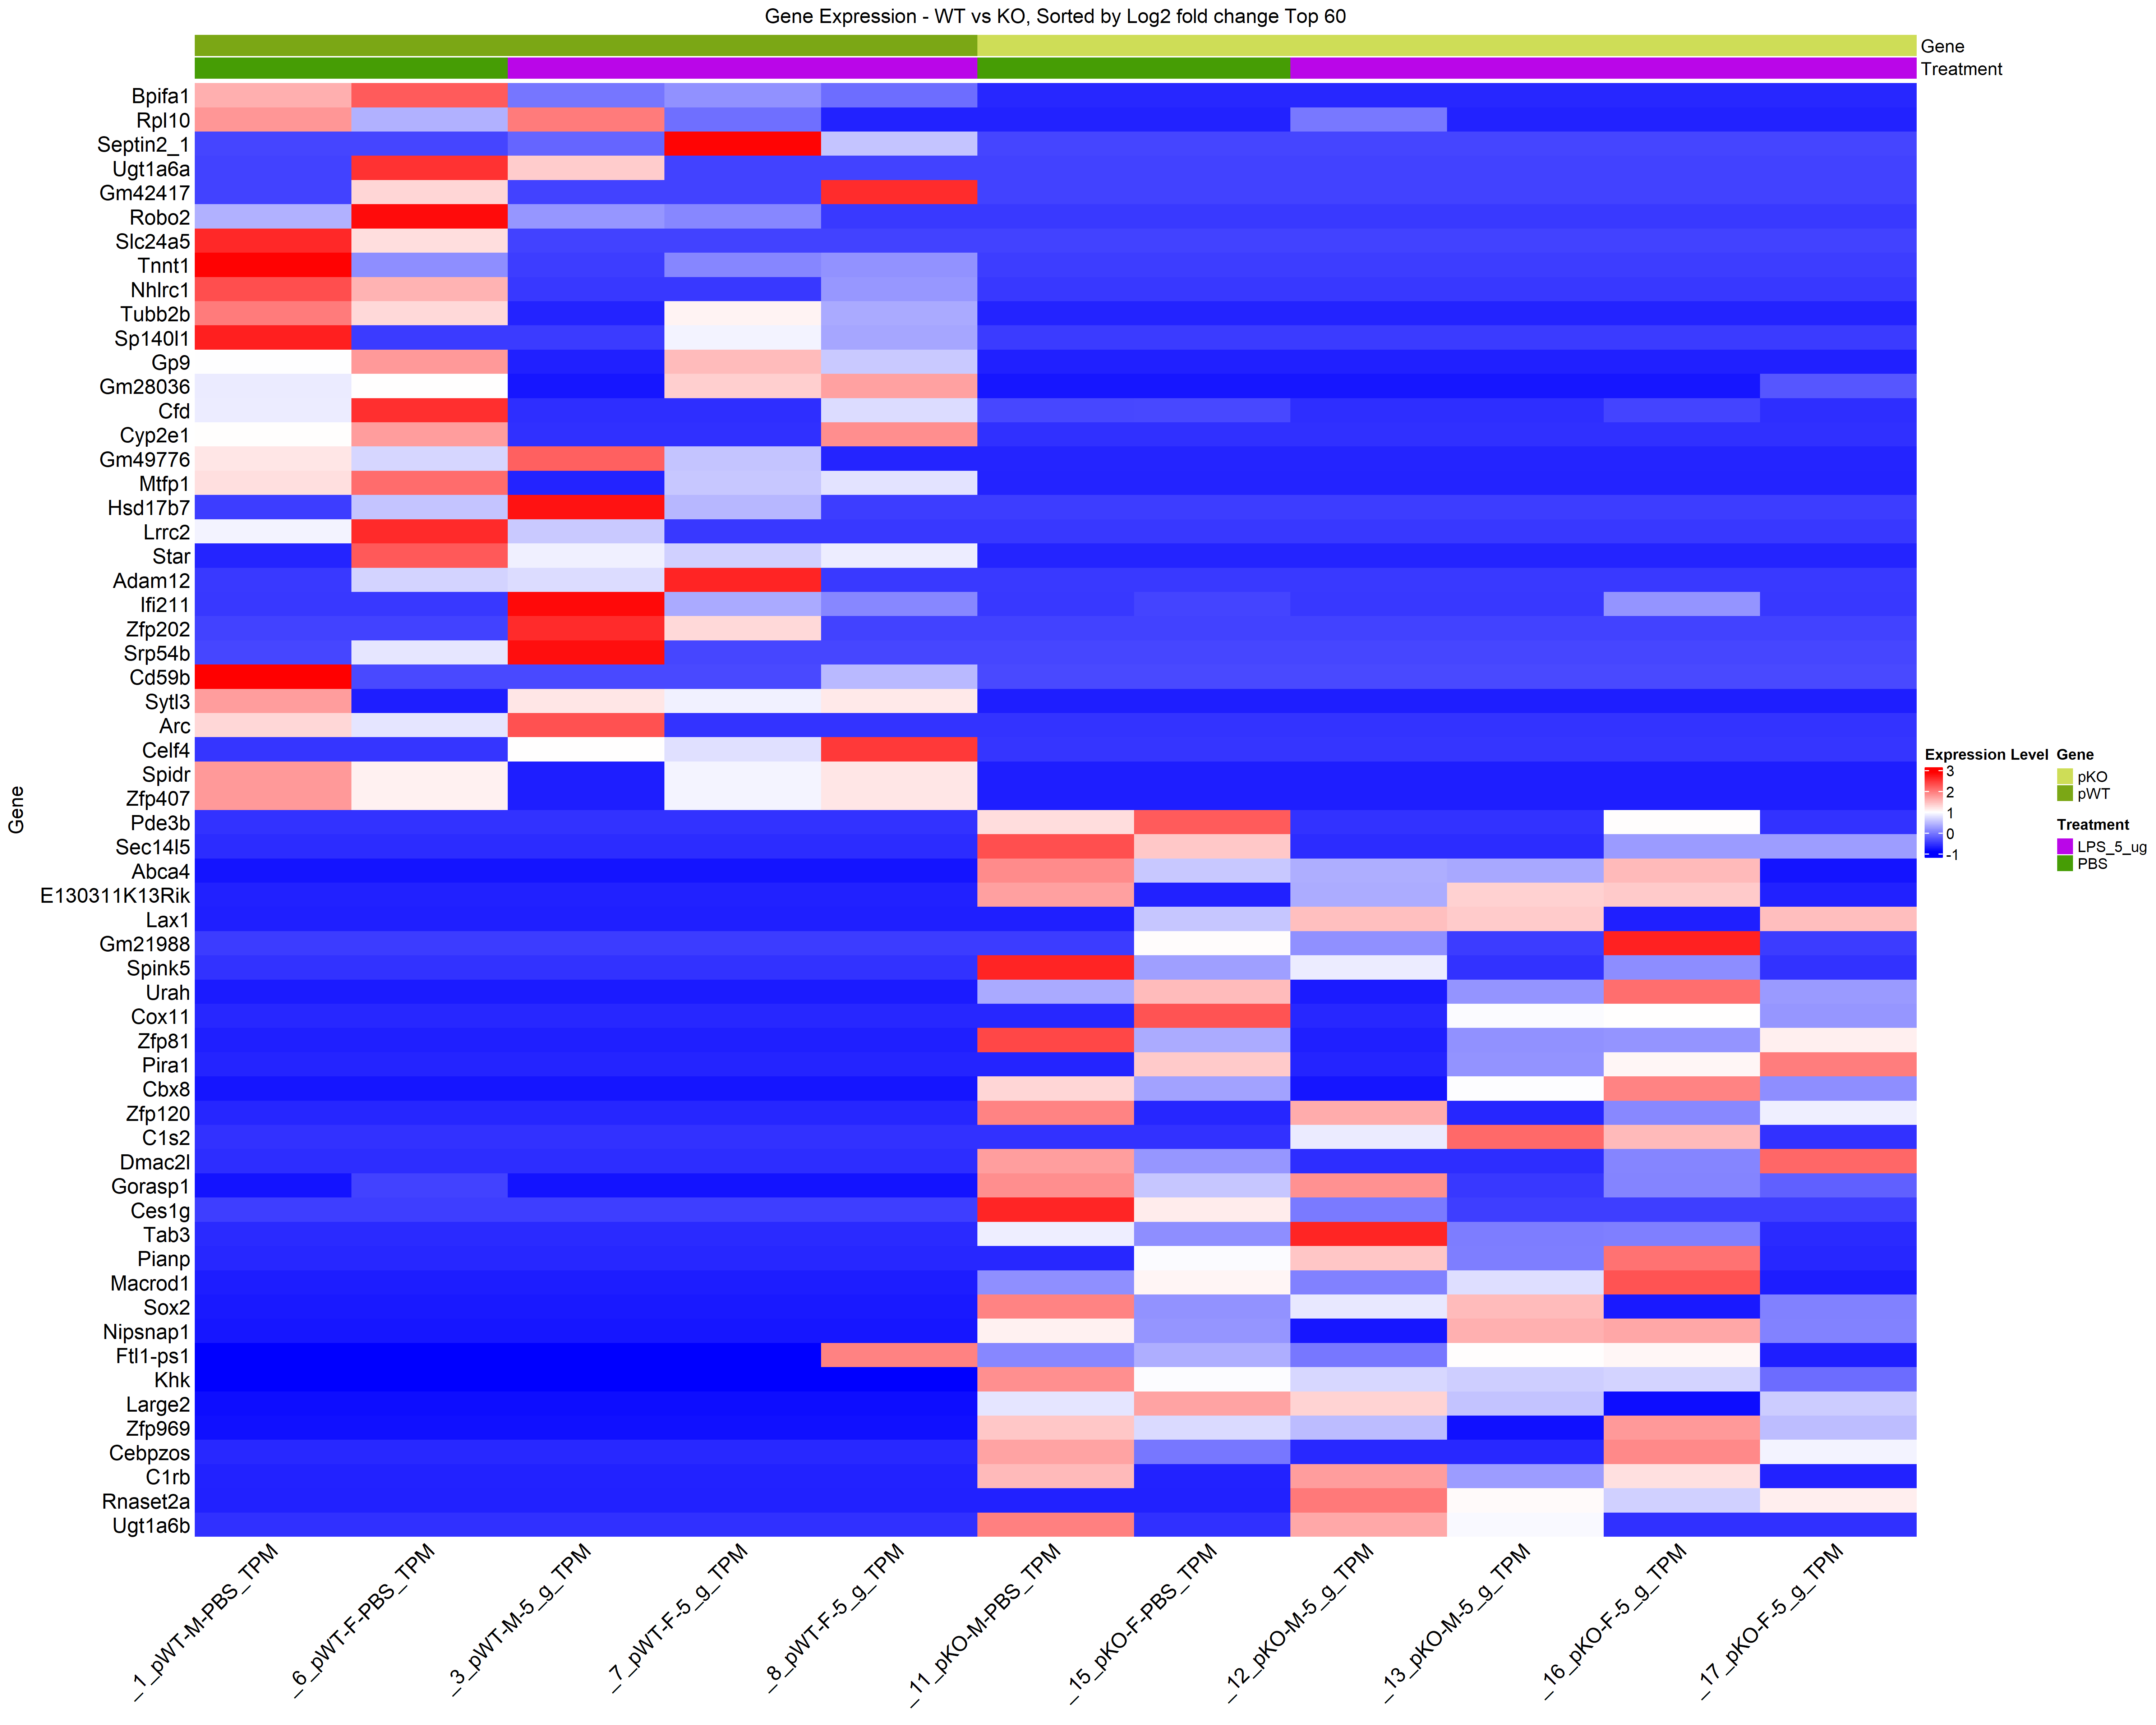 Gene Expression - WT vs KO, Sorted by Log2 fold change Top 60
Gene
Treatment
Bpifa1
Rpl10
Septin2_1
Ugt1a6a
Gm42417
Robo2
Slc24a5
Tnnt1
Nhlrc1
Tubb2b
Sp140l1
Gp9
Gm28036
Cfd
Cyp2e1
Gm49776
Mtfp1
Hsd17b7
Lrrc2
Star
Adam12
Ifi211
Zfp202
Srp54b
Cd59b
Sytl3
Arc
Celf4
Spidr
Zfp407
Pde3b
Sec14l5
Abca4
E130311K13Rik
Lax1
Gm21988
Spink5
Urah
Cox11
Zfp81
Pira1
Cbx8
Zfp120
C1s2
Dmac2l
Gorasp1
Ces1g
Tab3
Pianp
Macrod1
Sox2
Nipsnap1
Ftl1-ps1
Khk
Large2
Zfp969
Cebpzos
C1rb
Rnaset2a
Ugt1a6b
Gene
_1_pWT-M-PBS_TPM
_6_pWT-F-PBS_TPM
_3_pWT-M-5_g_TPM
_7_pWT-F-5_g_TPM
_8_pWT-F-5_g_TPM
_11_pKO-M-PBS_TPM
_15_pKO-F-PBS_TPM
_12_pKO-M-5_g_TPM
_13_pKO-M-5_g_TPM
_16_pKO-F-5_g_TPM
_17_pKO-F-5_g_TPM
Expression Level
3
2
1
0
-1
Gene
pKO
pWT
Treatment
LPS_5_ug
PBS